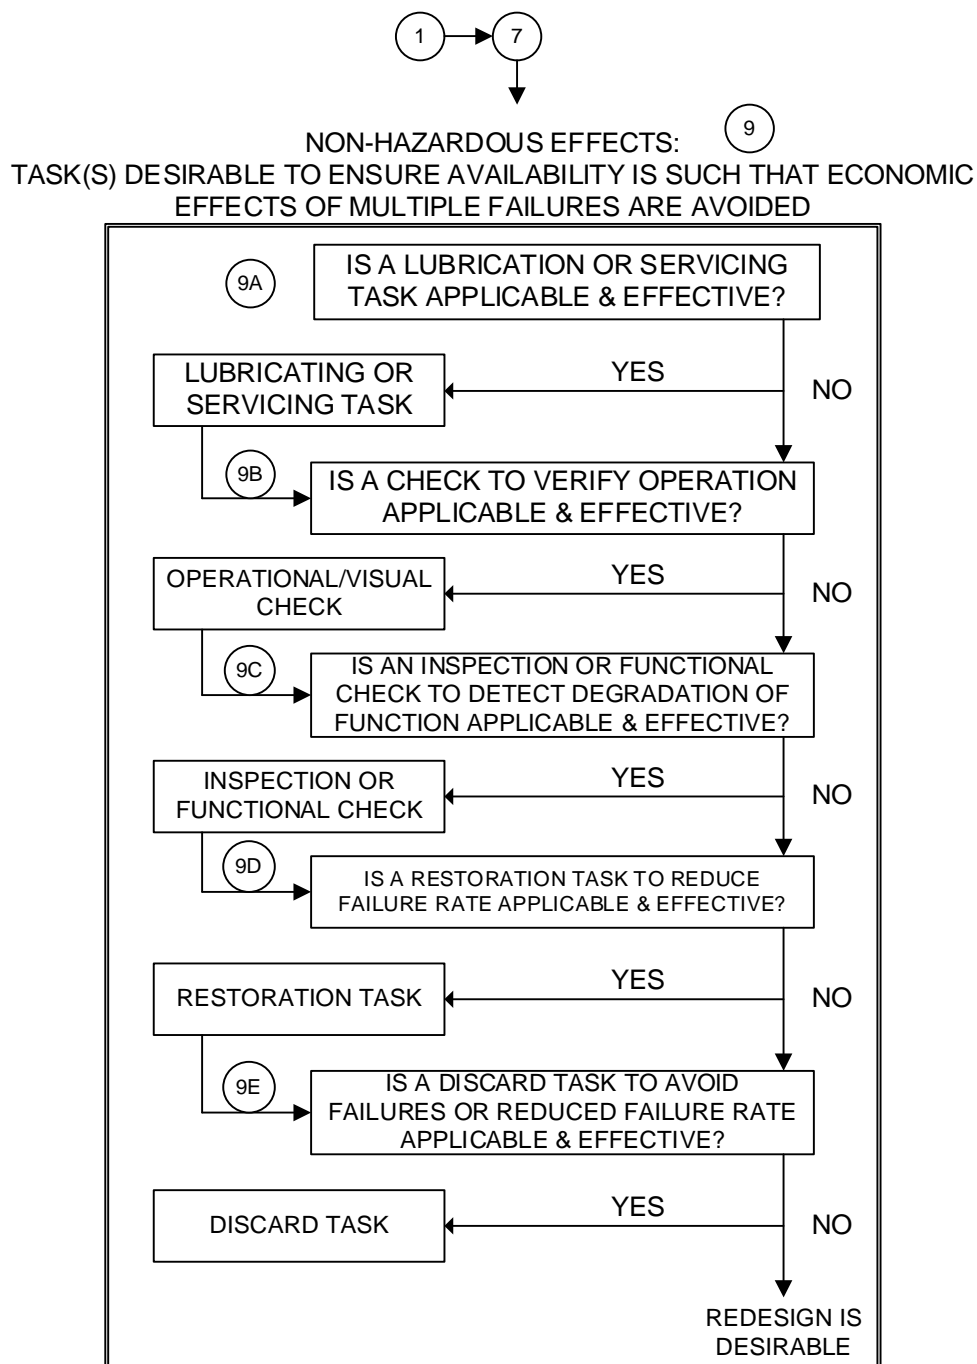 1
7
9
NON-HAZARDOUS EFFECTS:
TASK(S) DESIRABLE TO ENSURE AVAILABILITY IS SUCH THAT ECONOMIC
EFFECTS OF MULTIPLE FAILURES ARE AVOIDED
9A
IS A LUBRICATION OR SERVICING
TASK APPLICABLE & EFFECTIVE?
LUBRICATING OR
SERVICING TASK
YES
NO
9B
IS A CHECK TO VERIFY OPERATION
APPLICABLE & EFFECTIVE?
OPERATIONAL/VISUAL
CHECK
YES
NO
9C
IS AN INSPECTION OR FUNCTIONAL
CHECK TO DETECT DEGRADATION OF
FUNCTION APPLICABLE & EFFECTIVE?
INSPECTION OR
FUNCTIONAL CHECK
YES
NO
9D
IS A RESTORATION TASK TO REDUCE
FAILURE RATE APPLICABLE & EFFECTIVE?
RESTORATION TASK
YES
NO
9E
IS A DISCARD TASK TO AVOID
FAILURES OR REDUCED FAILURE RATE
APPLICABLE & EFFECTIVE?
DISCARD TASK
YES
NO
REDESIGN IS
DESIRABLE